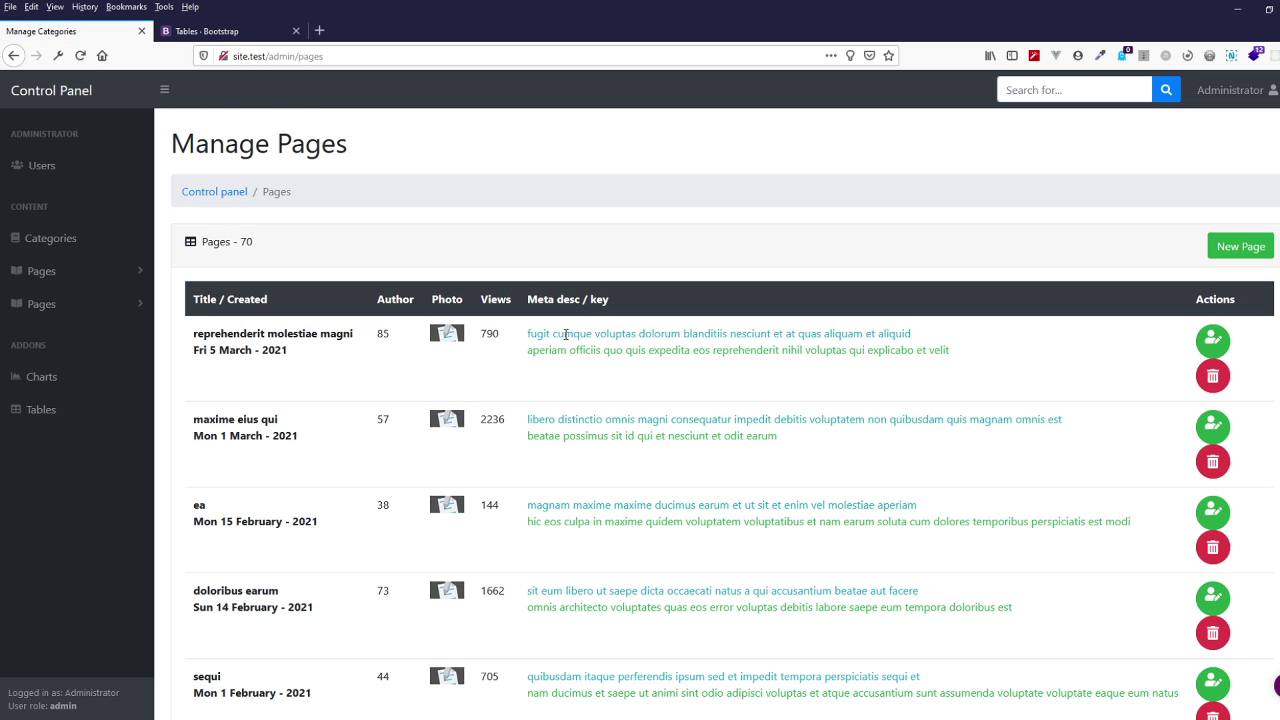 File Edit View History Bookmarks Tools Help
Manage Categories
B Tables · Bootstrap
site.test/admin/pages
0
12
Control Panel
Search for...
Administrator
ADMINISTRATOR
Users
CONTENT
Categories
Pages
Pages
ADDONS
Charts
Tables
Logged in as: Administrator
User role: admin
Manage Pages
Control panel / Pages
Pages - 70
New Page
Title / Created Author Photo Views Meta desc / key Actions
reprehenderit molestiae magni 85 790 fugit cumque voluptas dolorum blanditiis nesciunt et at quas aliquam et aliquid
Fri 5 March - 2021 aperiam officiis quo quis expedita eos reprehenderit nihil voluptas qui explicabo et velit
maxime eius qui 57 2236 libero distinctio omnis magni consequatur impedit debitis voluptatem non quibusdam quis magnam omnis est
Mon 1 March - 2021 beatae possimus sit id qui et nesciunt et odit earum
ea 38 144 magnam maxime maxime ducimus earum et ut sit et enim vel molestiae aperiam
Mon 15 February - 2021 hic eos culpa in maxime quidem voluptatem voluptatibus et nam earum soluta cum dolores temporibus perspiciatis est modi
doloribus earum 73 1662 sit eum libero ut saepe dicta occaecati natus a qui accusantium beatae aut facere
Sun 14 February - 2021 omnis architecto voluptates quas eos error voluptas debitis labore saepe eum tempora doloribus est
sequi 44 705 quibusdam itaque perferendis ipsum sed et impedit tempora perspiciatis sequi et
Mon 1 February - 2021 nam ducimus et saepe ut animi sint odio adipisci voluptas et atque accusantium sunt assumenda voluptate voluptate eaque eum natus